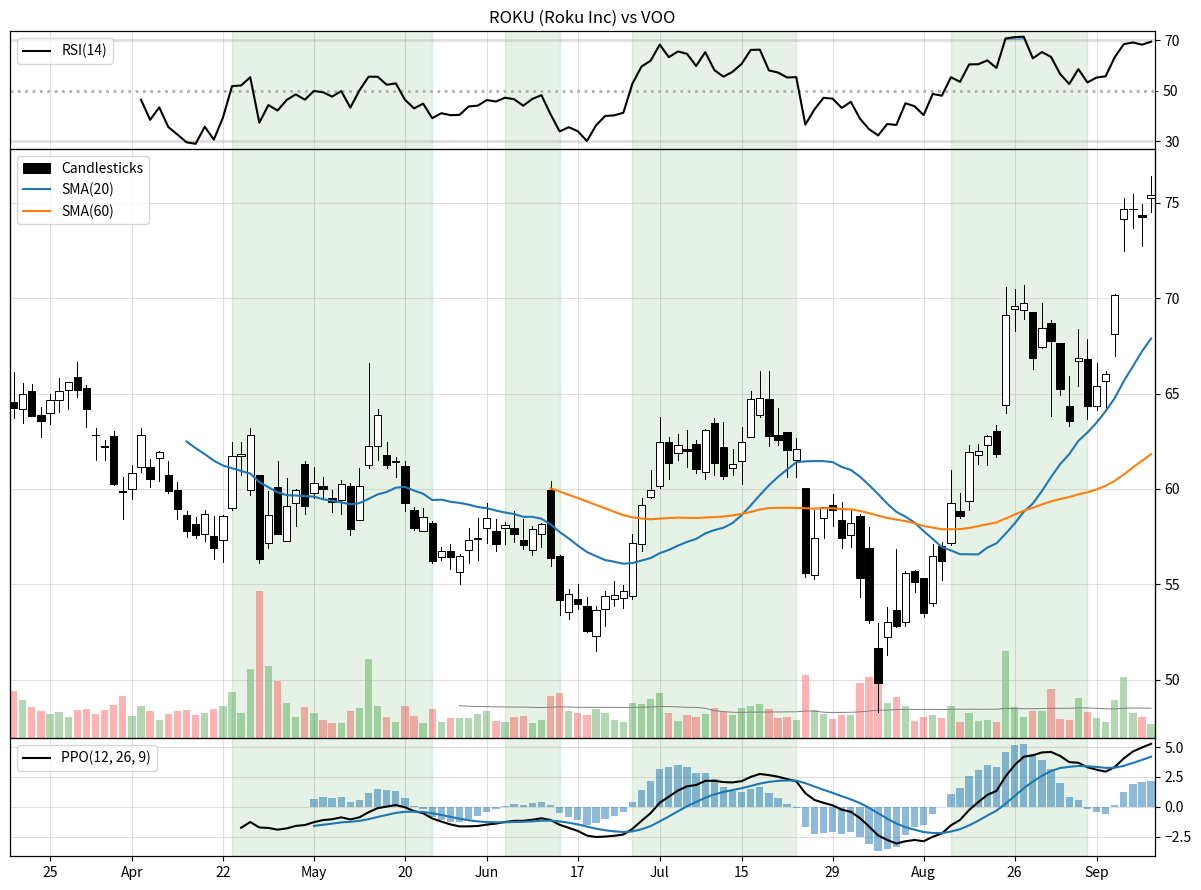 ROKU (Roku Inc) vs VOO
RSI(14)
70
50
30
Candlesticks
SMA(20)
SMA(60)
75
70
65
60
55
50
PPO(12, 26, 9)
5.0
2.5
0.0
−2.5
25 Apr 22 May 20 Jun 17 Jul 15 29 Aug 26 Sep